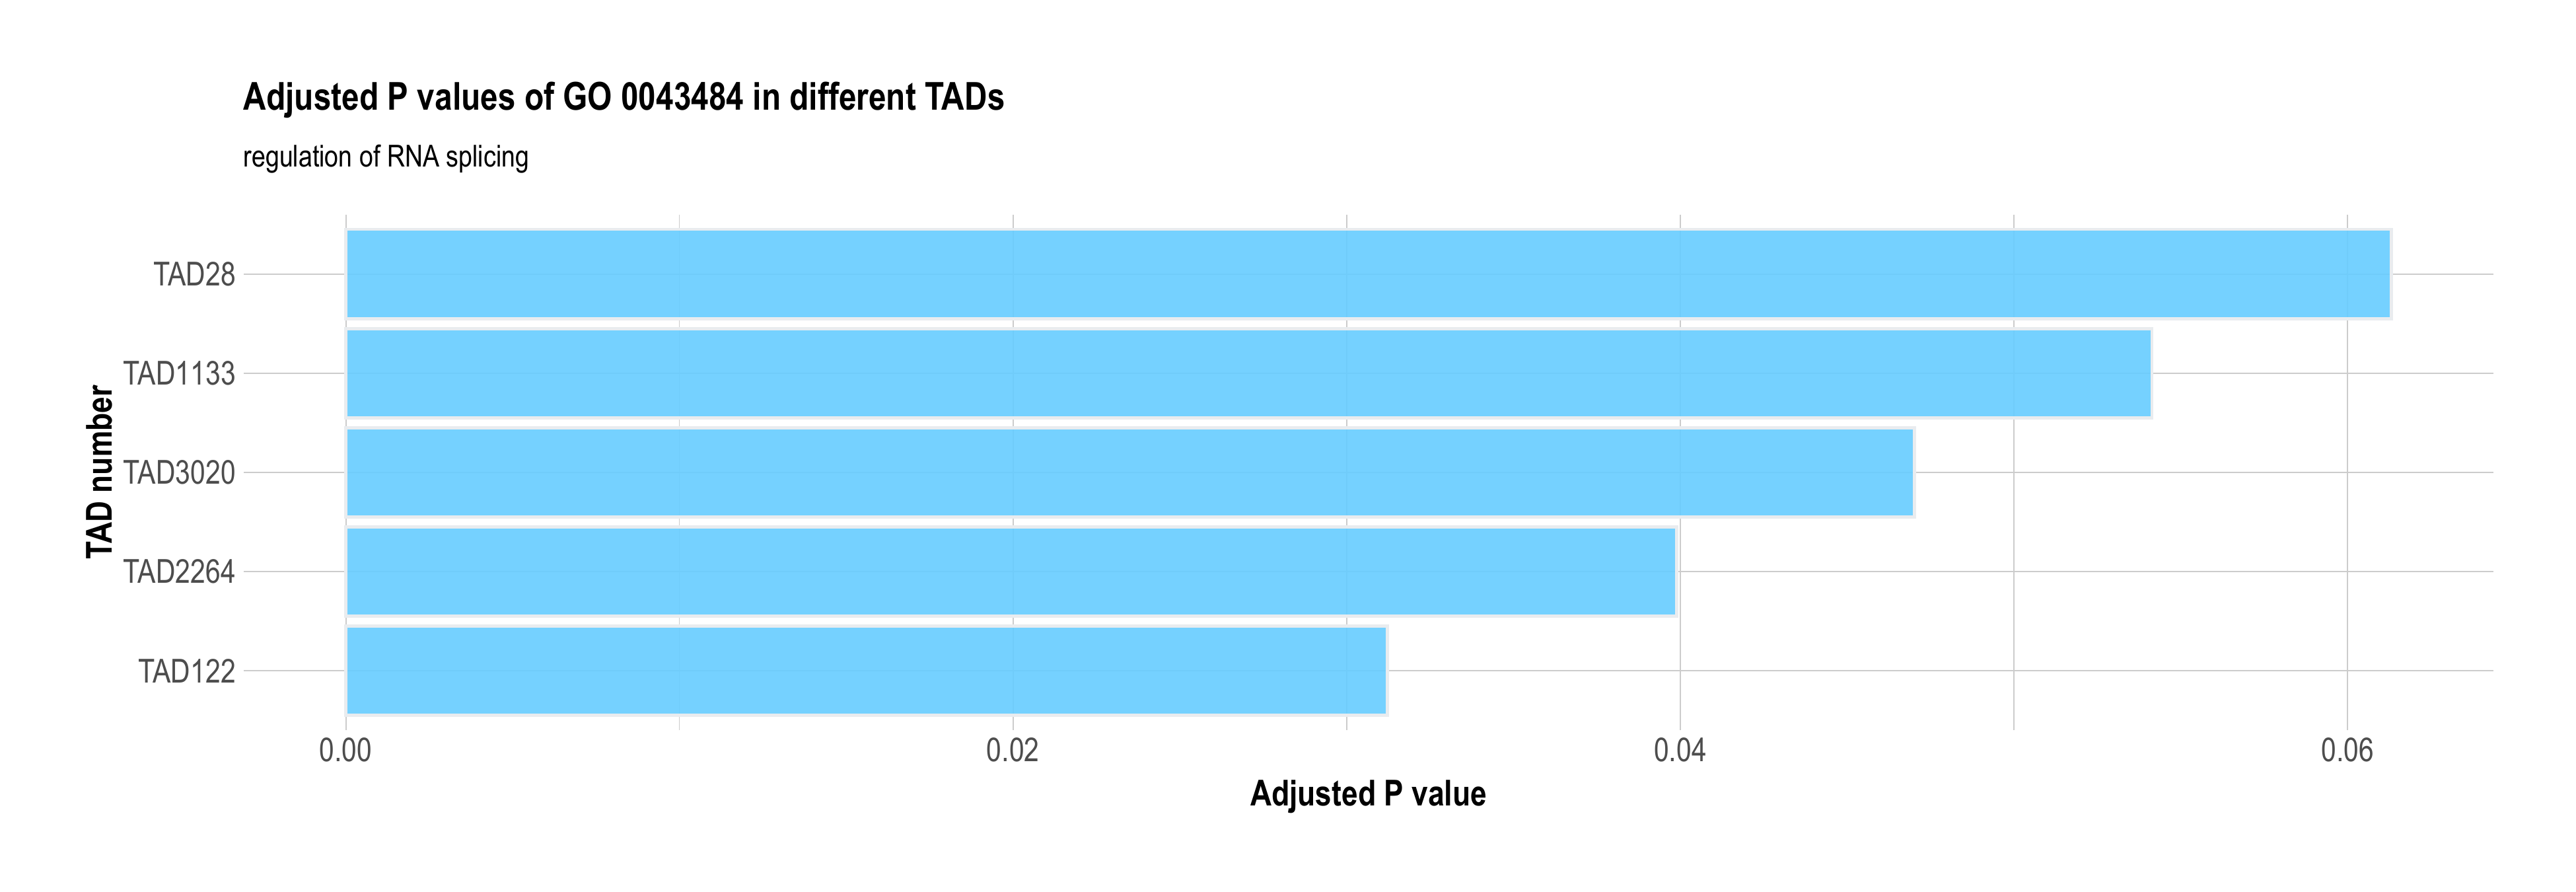 Adjusted P values of GO 0043484 in different TADs
regulation of RNA splicing
TAD number
TAD28
TAD1133
TAD3020
TAD2264
TAD122
0.00 0.02 0.04 0.06
Adjusted P value